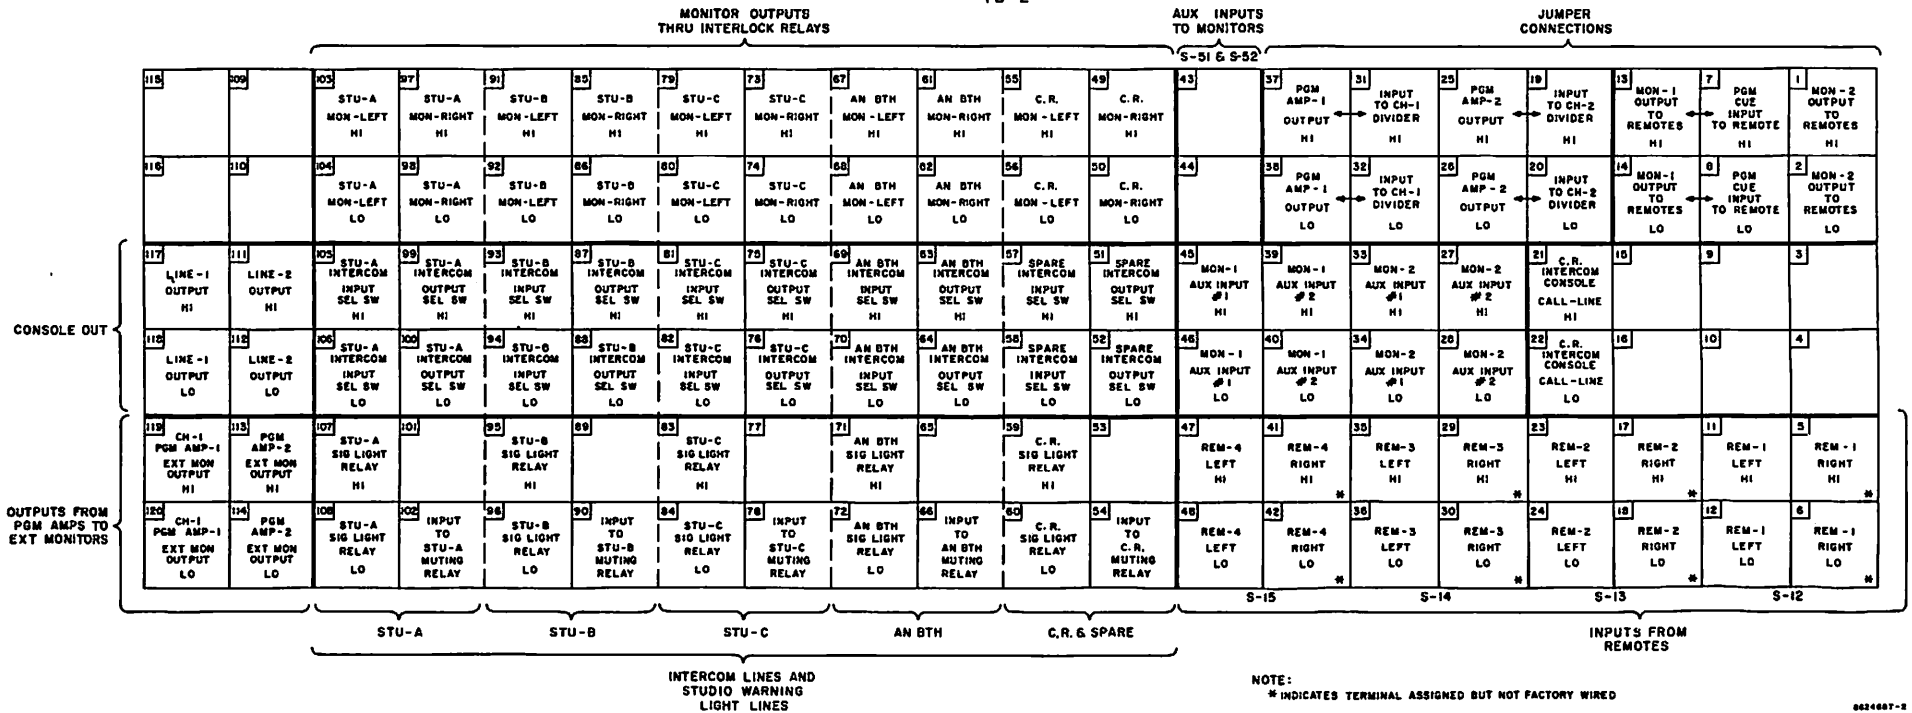 TB-2
MONITOR OUTPUTS
THRU INTERLOCK RELAYS
AUX INPUTS
TO MONITORS
S-51 & S-52
JUMPER
CONNECTIONS
115
109
103 STU-A
MON-LEFT
HI
97 STU-A
MON-RIGHT
HI
91 STU-B
MON-LEFT
HI
85 STU-B
MON-RIGHT
HI
79 STU-C
MON-LEFT
HI
73 STU-C
MON-RIGHT
HI
67 AN BTH
MON-LEFT
HI
61 AN BTH
MON-RIGHT
HI
55 C.R.
MON-LEFT
HI
49 C.R.
MON-RIGHT
HI
43
37 PGM
AMP-1
OUTPUT
HI
31 INPUT
TO CH-1
DIVIDER
HI
25 PGM
AMP-2
OUTPUT
HI
19 INPUT
TO CH-2
DIVIDER
HI
13 MON-1
OUTPUT
TO
REMOTES
HI
7 PGM
CUE
INPUT
TO REMOTE
HI
1 MON-2
OUTPUT
TO
REMOTES
HI
116
110
104 STU-A
MON-LEFT
LO
98 STU-A
MON-RIGHT
LO
92 STU-B
MON-LEFT
LO
86 STU-B
MON-RIGHT
LO
80 STU-C
MON-LEFT
LO
74 STU-C
MON-RIGHT
LO
68 AN BTH
MON-LEFT
LO
62 AN BTH
MON-RIGHT
LO
56 C.R.
MON-LEFT
LO
50 C.R.
MON-RIGHT
LO
44
38 PGM
AMP-1
OUTPUT
LO
32 INPUT
TO CH-1
DIVIDER
LO
26 PGM
AMP-2
OUTPUT
LO
20 INPUT
TO CH-2
DIVIDER
LO
14 MON-1
OUTPUT
TO
REMOTES
LO
8 PGM
CUE
INPUT
TO REMOTE
LO
2 MON-2
OUTPUT
TO
REMOTES
LO
CONSOLE OUT
117 LINE-1
OUTPUT
HI
111 LINE-2
OUTPUT
HI
105 STU-A
INTERCOM
INPUT
SEL SW
HI
99 STU-A
INTERCOM
OUTPUT
SEL SW
HI
93 STU-B
INTERCOM
INPUT
SEL SW
HI
87 STU-B
INTERCOM
OUTPUT
SEL SW
HI
81 STU-C
INTERCOM
INPUT
SEL SW
HI
75 STU-C
INTERCOM
OUTPUT
SEL SW
HI
69 AN BTH
INTERCOM
INPUT
SEL SW
HI
63 AN BTH
INTERCOM
OUTPUT
SEL SW
HI
57 SPARE
INTERCOM
INPUT
SEL SW
HI
51 SPARE
INTERCOM
OUTPUT
SEL SW
HI
45 MON-1
AUX INPUT
#1
HI
39 MON-1
AUX INPUT
#2
HI
33 MON-2
AUX INPUT
#1
HI
27 MON-2
AUX INPUT
#2
HI
21 C.R.
INTERCOM
CONSOLE
CALL-LINE
HI
15
9
3
118 LINE-1
OUTPUT
LO
112 LINE-2
OUTPUT
LO
106 STU-A
INTERCOM
INPUT
SEL SW
LO
100 STU-A
INTERCOM
OUTPUT
SEL SW
LO
94 STU-B
INTERCOM
INPUT
SEL SW
LO
88 STU-B
INTERCOM
OUTPUT
SEL SW
LO
82 STU-C
INTERCOM
INPUT
SEL SW
LO
76 STU-C
INTERCOM
OUTPUT
SEL SW
LO
70 AN BTH
INTERCOM
INPUT
SEL SW
LO
64 AN BTH
INTERCOM
OUTPUT
SEL SW
LO
58 SPARE
INTERCOM
INPUT
SEL SW
LO
52 SPARE
INTERCOM
OUTPUT
SEL SW
LO
46 MON-1
AUX INPUT
#1
LO
40 MON-1
AUX INPUT
#2
LO
34 MON-2
AUX INPUT
#1
LO
28 MON-2
AUX INPUT
#2
LO
22 C.R.
INTERCOM
CONSOLE
CALL-LINE
LO
16
10
4
OUTPUTS FROM
PGM AMPS TO
EXT MONITORS
119 CH-1
PGM AMP-1
EXT MON
OUTPUT
HI
113 PGM
AMP-2
EXT MON
OUTPUT
HI
107 STU-A
SIG LIGHT
RELAY
HI
101
95 STU-B
SIG LIGHT
RELAY
HI
89
83 STU-C
SIG LIGHT
RELAY
HI
77
71 AN BTH
SIG LIGHT
RELAY
HI
65
59 C.R.
SIG LIGHT
RELAY
HI
53
47 REM-4
LEFT
HI
41 REM-4
RIGHT
HI
*
35 REM-3
LEFT
HI
29 REM-3
RIGHT
HI
*
23 REM-2
LEFT
HI
17 REM-2
RIGHT
HI
*
11 REM-1
LEFT
HI
5 REM-1
RIGHT
HI
*
120 CH-1
PGM AMP-1
EXT MON
OUTPUT
LO
114 PGM
AMP-2
EXT MON
OUTPUT
LO
108 STU-A
SIG LIGHT
RELAY
LO
102 INPUT
TO
STU-A
MUTING
RELAY
96 STU-B
SIG LIGHT
RELAY
LO
90 INPUT
TO
STU-B
MUTING
RELAY
84 STU-C
SIG LIGHT
RELAY
LO
78 INPUT
TO
STU-C
MUTING
RELAY
72 AN BTH
SIG LIGHT
RELAY
LO
66 INPUT
TO
AN BTH
MUTING
RELAY
60 C.R.
SIG LIGHT
RELAY
LO
54 INPUT
TO
C.R.
MUTING
RELAY
48 REM-4
LEFT
LO
42 REM-4
RIGHT
LO
*
36 REM-3
LEFT
LO
30 REM-3
RIGHT
LO
*
24 REM-2
LEFT
LO
18 REM-2
RIGHT
LO
*
12 REM-1
LEFT
LO
6 REM-1
RIGHT
LO
*
S-15
S-14
S-13
S-12
STU-A
STU-B
STU-C
AN BTH
C.R. & SPARE
INPUTS FROM
REMOTES
INTERCOM LINES AND
STUDIO WARNING
LIGHT LINES
NOTE:
* INDICATES TERMINAL ASSIGNED BUT NOT FACTORY WIRED
8624687-2